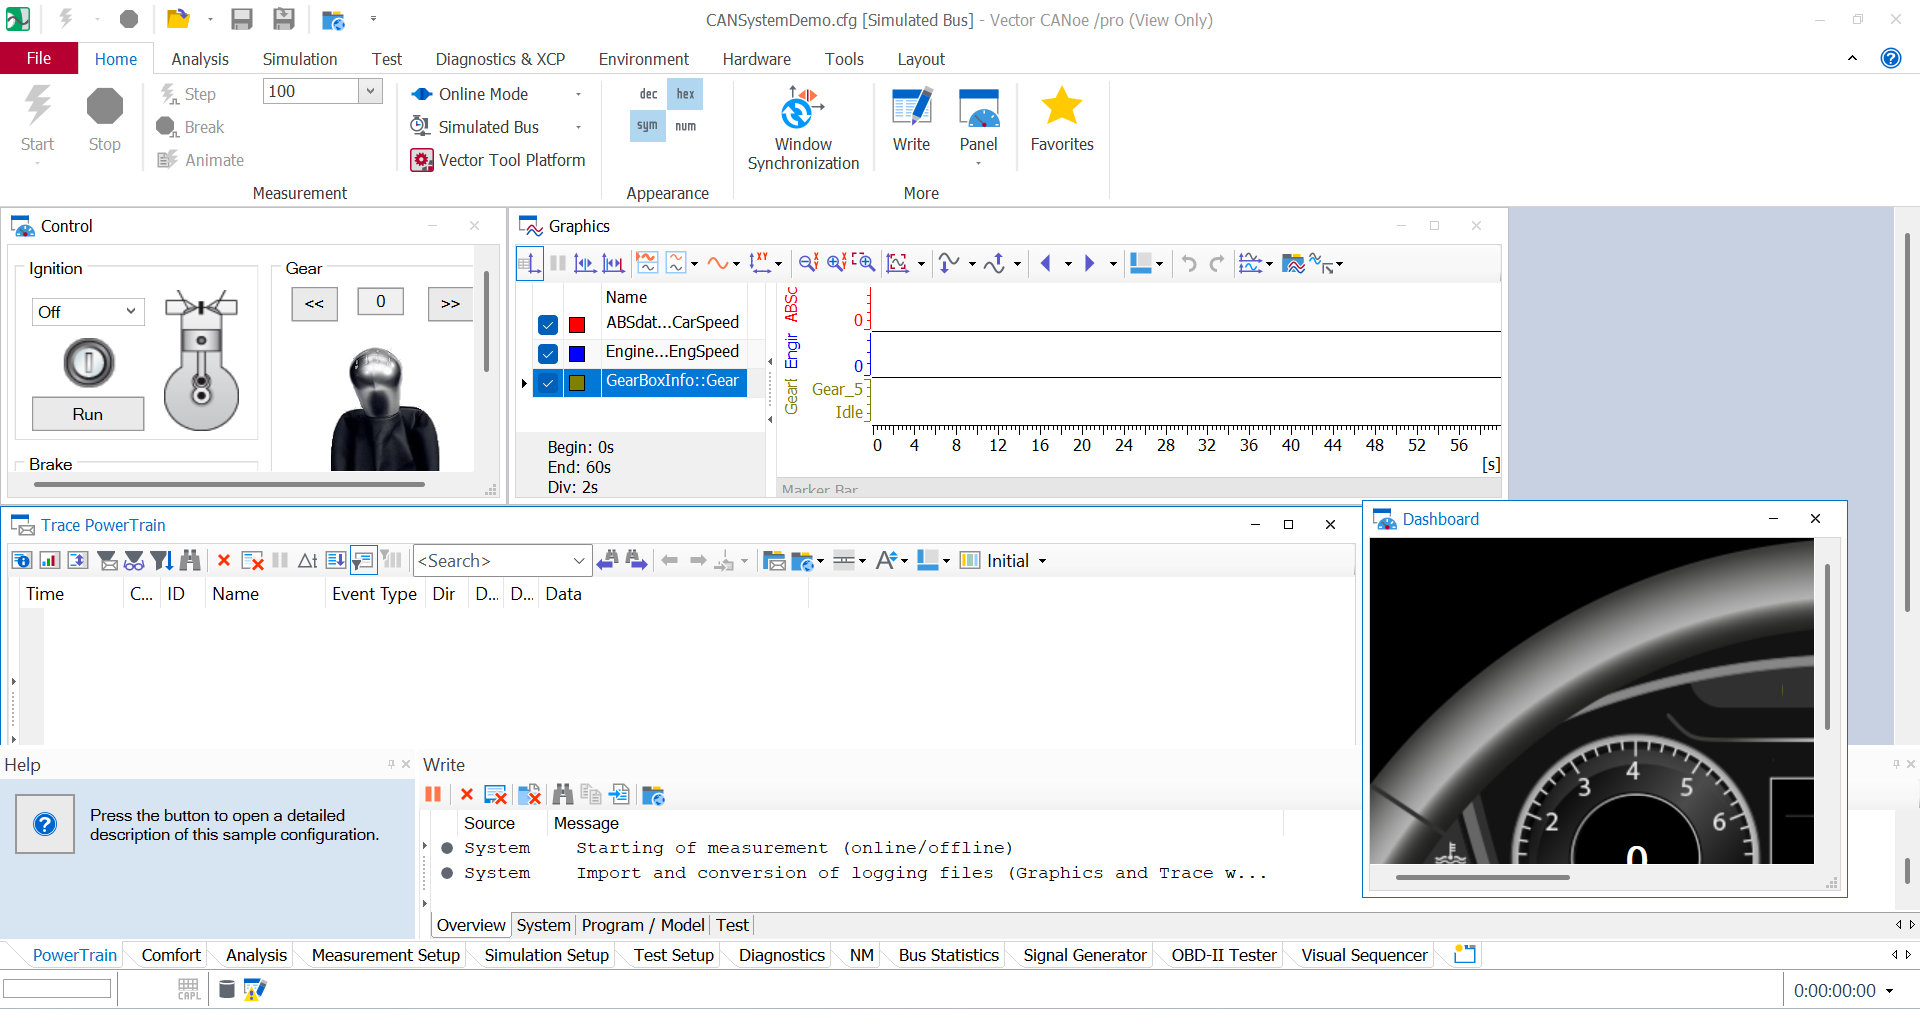 CANSystemDemo.cfg [Simulated Bus] - Vector CANoe /pro (View Only)
File Home Analysis Simulation Test Diagnostics & XCP Environment Hardware Tools Layout
Start Stop
Step 100
Break
Animate
Measurement
Online Mode
Simulated Bus
Vector Tool Platform
dec hex
sym num
Appearance
Window
Synchronization
Write
Panel
More
Favorites
Control
Ignition
Off
Run
Brake
Gear
<< 0 >>
Graphics
Name
ABSdat...CarSpeed
Engine...EngSpeed
GearBoxInfo::Gear
Begin: 0s
End: 60s
Div: 2s
ABSc
0
Engir
0
Gear_5
Idle
0 4 8 12 16 20 24 28 32 36 40 44 48 52 56
[s]
Marker Bar
Trace PowerTrain
<Search>
Initial
Time C... ID Name Event Type Dir D... D... Data
Dashboard
2 3 4 5 6
0
Help
Press the button to open a detailed
description of this sample configuration.
Write
Source Message
System Starting of measurement (online/offline)
System Import and conversion of logging files (Graphics and Trace w...
Overview System Program / Model Test
PowerTrain Comfort Analysis Measurement Setup Simulation Setup Test Setup Diagnostics NM Bus Statistics Signal Generator OBD-II Tester Visual Sequencer
CAPL
0:00:00:00